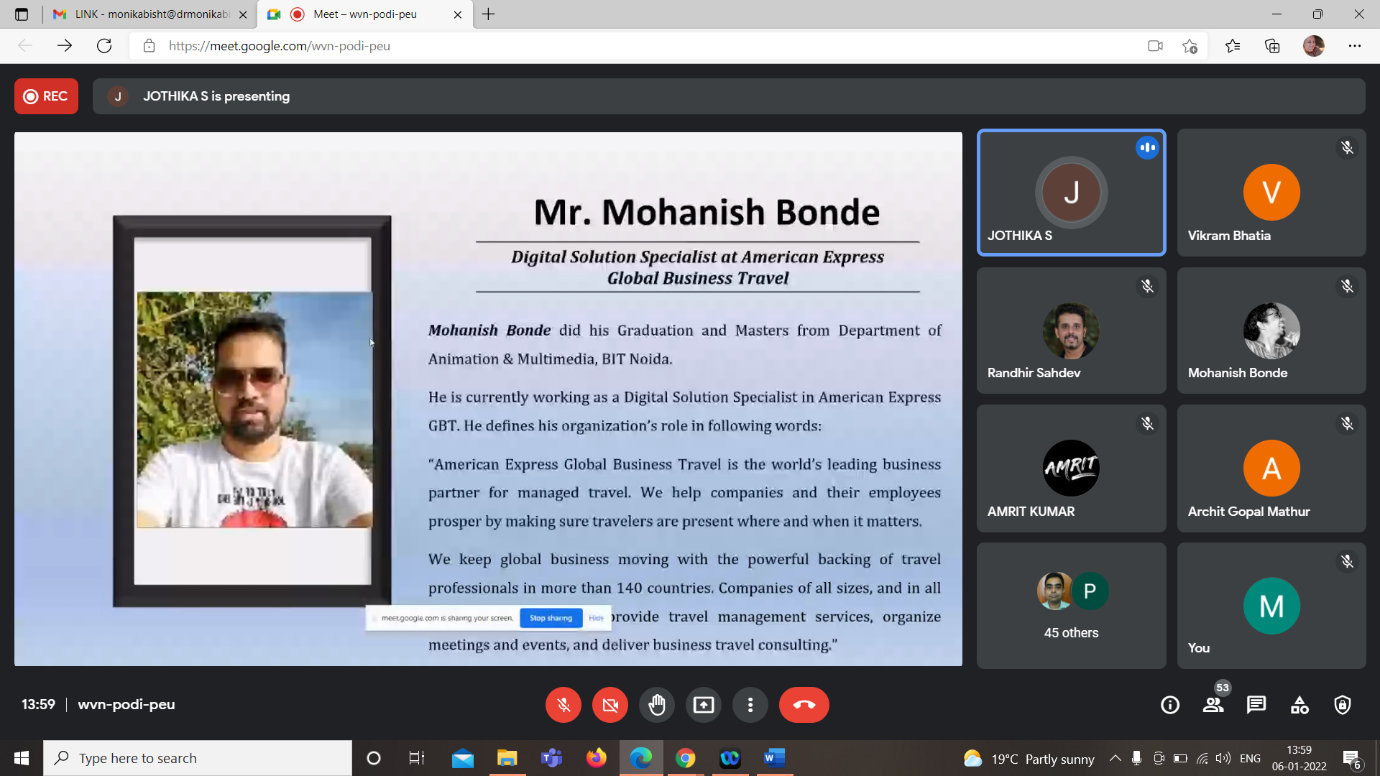 LINK - monikabisht@drmonikabi
Meet – wvn-podi-peu
https://meet.google.com/wvn-podi-peu
REC
J
JOTHIKA S is presenting
Mr. Mohanish Bonde
Digital Solution Specialist at American Express
Global Business Travel
Mohanish Bonde did his Graduation and Masters from Department of
Animation & Multimedia, BIT Noida.
He is currently working as a Digital Solution Specialist in American Express
GBT. He defines his organization's role in following words:
“American Express Global Business Travel is the world's leading business
partner for managed travel. We help companies and their employees
prosper by making sure travelers are present where and when it matters.
We keep global business moving with the powerful backing of travel
professionals in more than 140 countries. Companies of all sizes, and in all
provide travel management services, organize
meetings and events, and deliver business travel consulting.”
meet.google.com is sharing your screen.
Stop sharing
Hide
J
JOTHIKA S
V
Vikram Bhatia
Randhir Sahdev
Mohanish Bonde
AMRIT
AMRIT KUMAR
A
Archit Gopal Mathur
P
45 others
M
You
13:59 | wvn-podi-peu
53
Type here to search
19°C Partly sunny
ENG
13:59
06-01-2022
6